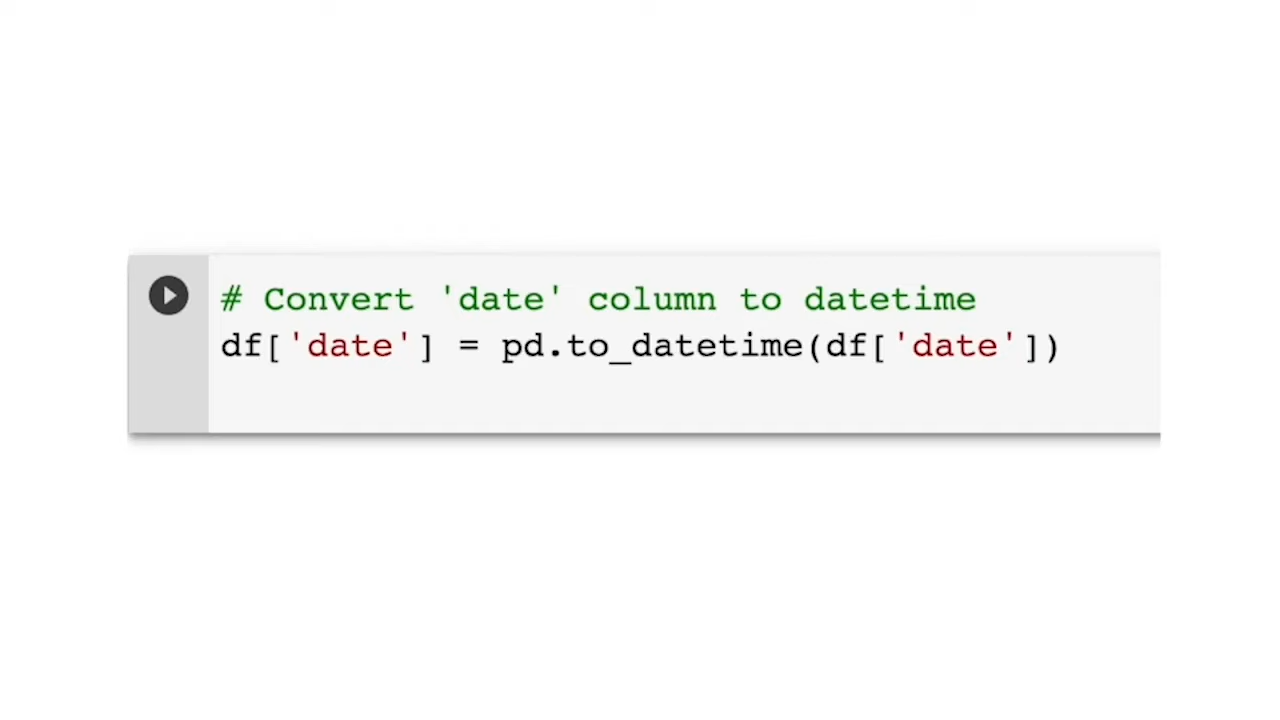 # Convert 'date' column to datetime
df['date'] = pd.to_datetime(df['date'])